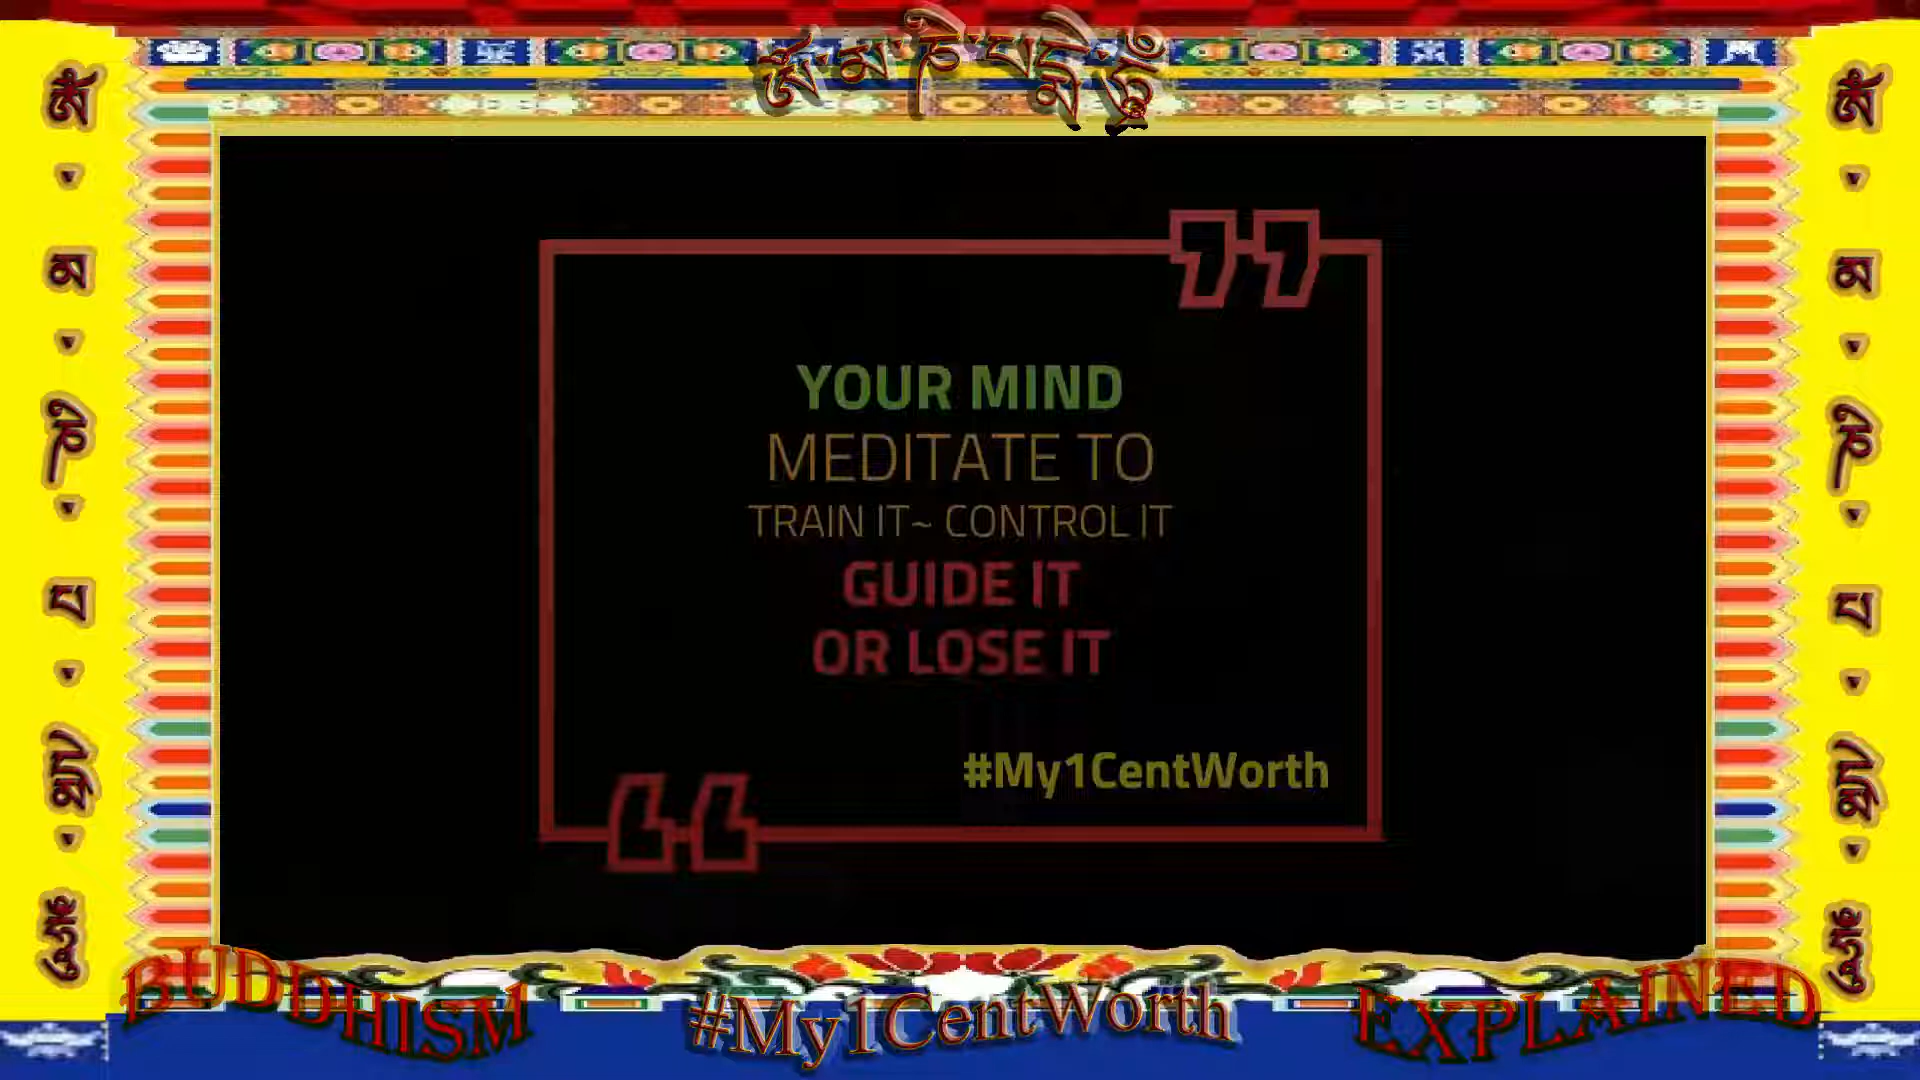 ༀ་མ་ཎི་པདྨེ་ཧཱུྃ
YOUR MIND
MEDITATE TO
TRAIN IT~ CONTROL IT
GUIDE IT
OR LOSE IT
#My1CentWorth
BUDDHISM #My1CentWorth EXPLAINED